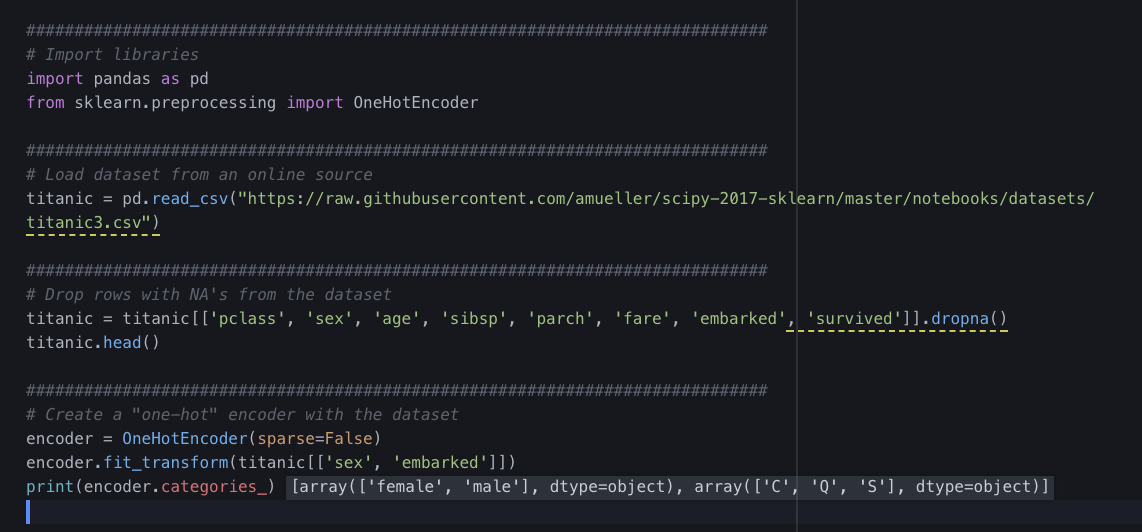 #############################################################################
# Import libraries
import pandas as pd
from sklearn.preprocessing import OneHotEncoder
#############################################################################
# Load dataset from an online source
titanic = pd.read_csv("https://raw.githubusercontent.com/amueller/scipy-2017-sklearn/master/notebooks/datasets/
titanic3.csv")
#############################################################################
# Drop rows with NA's from the dataset
titanic = titanic[['pclass', 'sex', 'age', 'sibsp', 'parch', 'fare', 'embarked', 'survived']].dropna()
titanic.head()
#############################################################################
# Create a "one-hot" encoder with the dataset
encoder = OneHotEncoder(sparse=False)
encoder.fit_transform(titanic[['sex', 'embarked']])
print(encoder.categories_) [array(['female', 'male'], dtype=object), array(['C', 'Q', 'S'], dtype=object)]